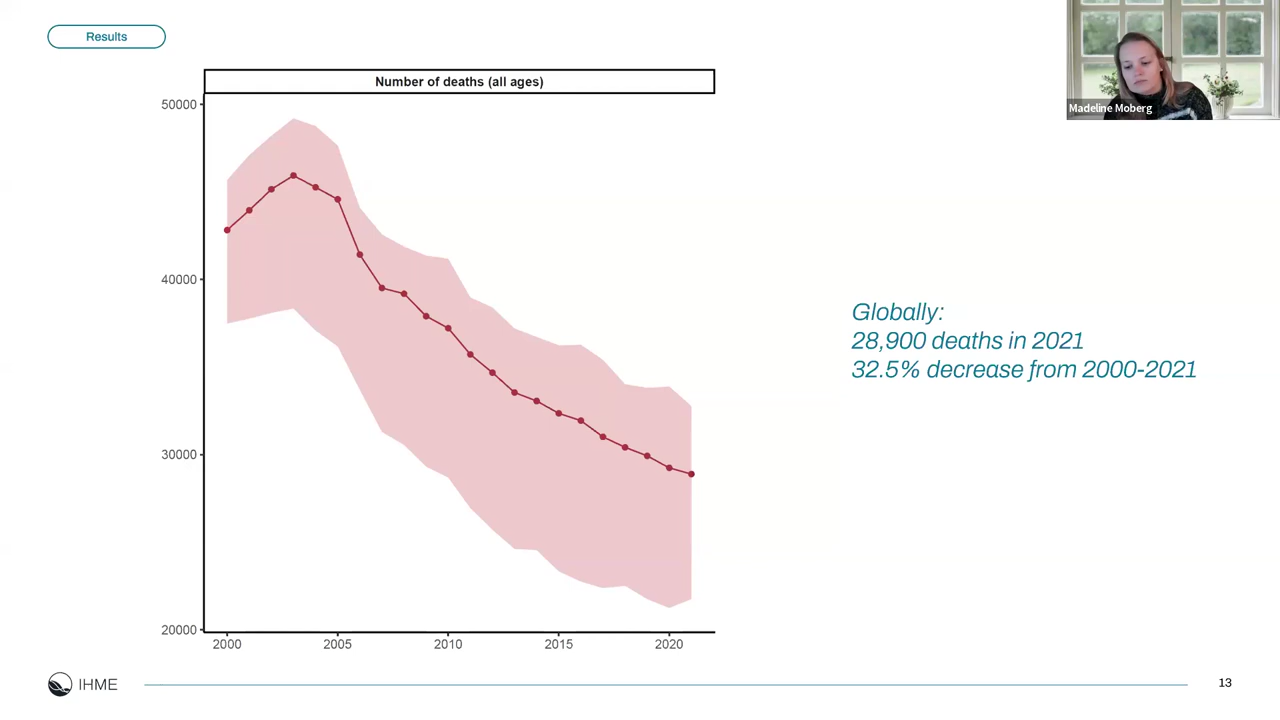 Results
Madeline Moberg
Number of deaths (all ages)
50000
40000
30000
20000
2000
2005
2010
2015
2020
Globally:
28,900 deaths in 2021
32.5% decrease from 2000-2021
IHME
13